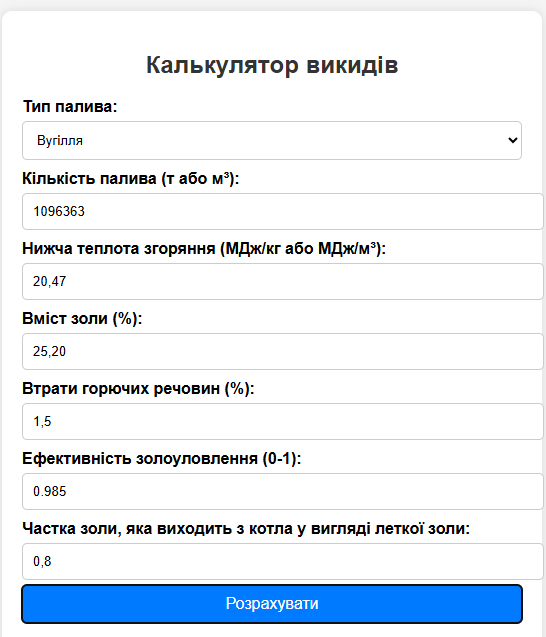 Калькулятор викидів
Тип палива:
Вугілля
Кількість палива (т або м³):
1096363
Нижча теплота згоряння (МДж/кг або МДж/м³):
20,47
Вміст золи (%):
25,20
Втрати горючих речовин (%):
1,5
Ефективність золоуловлення (0-1):
0.985
Частка золи, яка виходить з котла у вигляді леткої золи:
0,8
Розрахувати